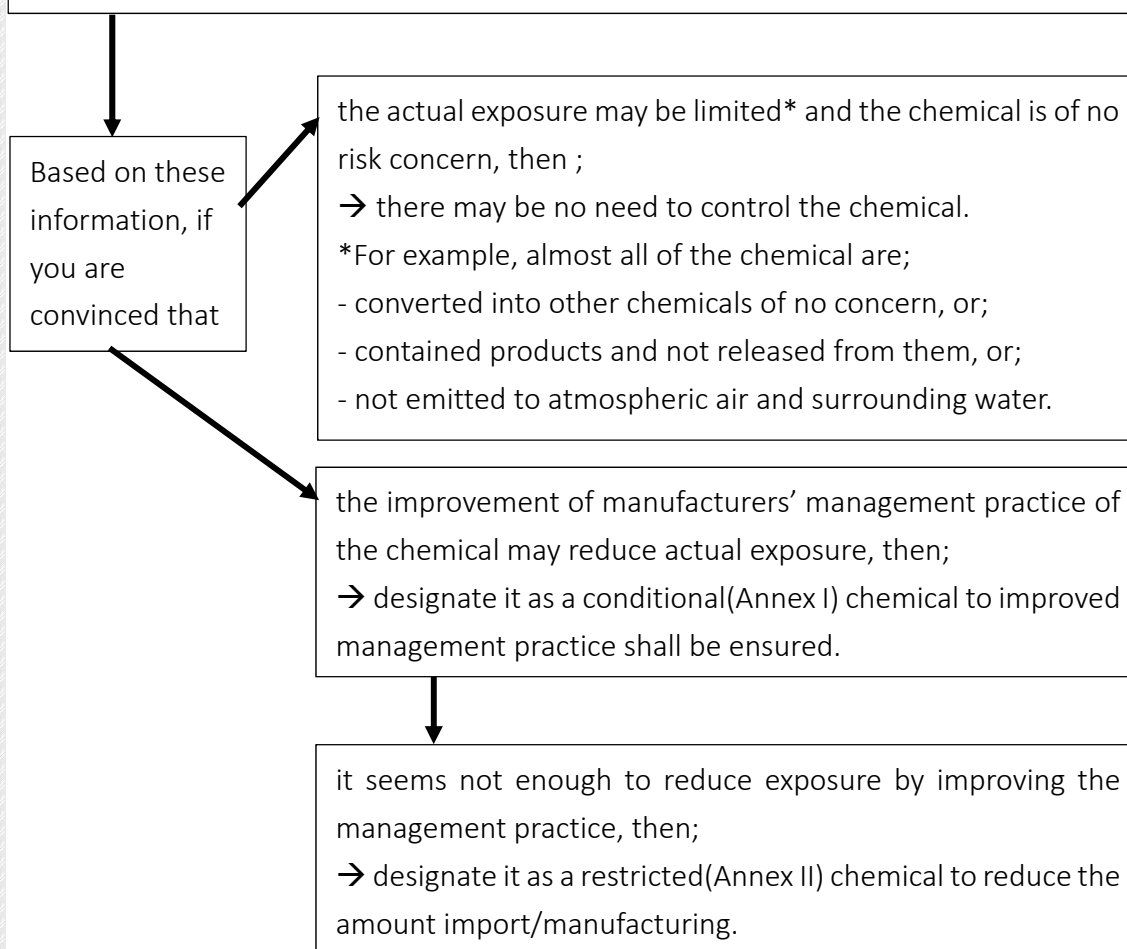 Based on these
information, if
you are
convinced that
the actual exposure may be limited* and the chemical is of no
risk concern, then ;
→ there may be no need to control the chemical.
*For example, almost all of the chemical are;
- converted into other chemicals of no concern, or;
- contained products and not released from them, or;
- not emitted to atmospheric air and surrounding water.
the improvement of manufacturers’ management practice of
the chemical may reduce actual exposure, then;
→ designate it as a conditional(Annex I) chemical to improved
management practice shall be ensured.
it seems not enough to reduce exposure by improving the
management practice, then;
→ designate it as a restricted(Annex II) chemical to reduce the
amount import/manufacturing.